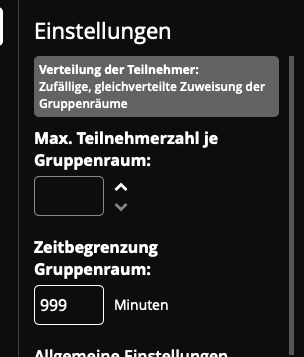 Einstellungen
Verteilung der Teilnehmer:
Zufällige, gleichverteilte Zuweisung der
Gruppenräume
Max. Teilnehmerzahl je
Gruppenraum:
Zeitbegrenzung
Gruppenraum:
999 Minuten
Allgemeine Einstellungen